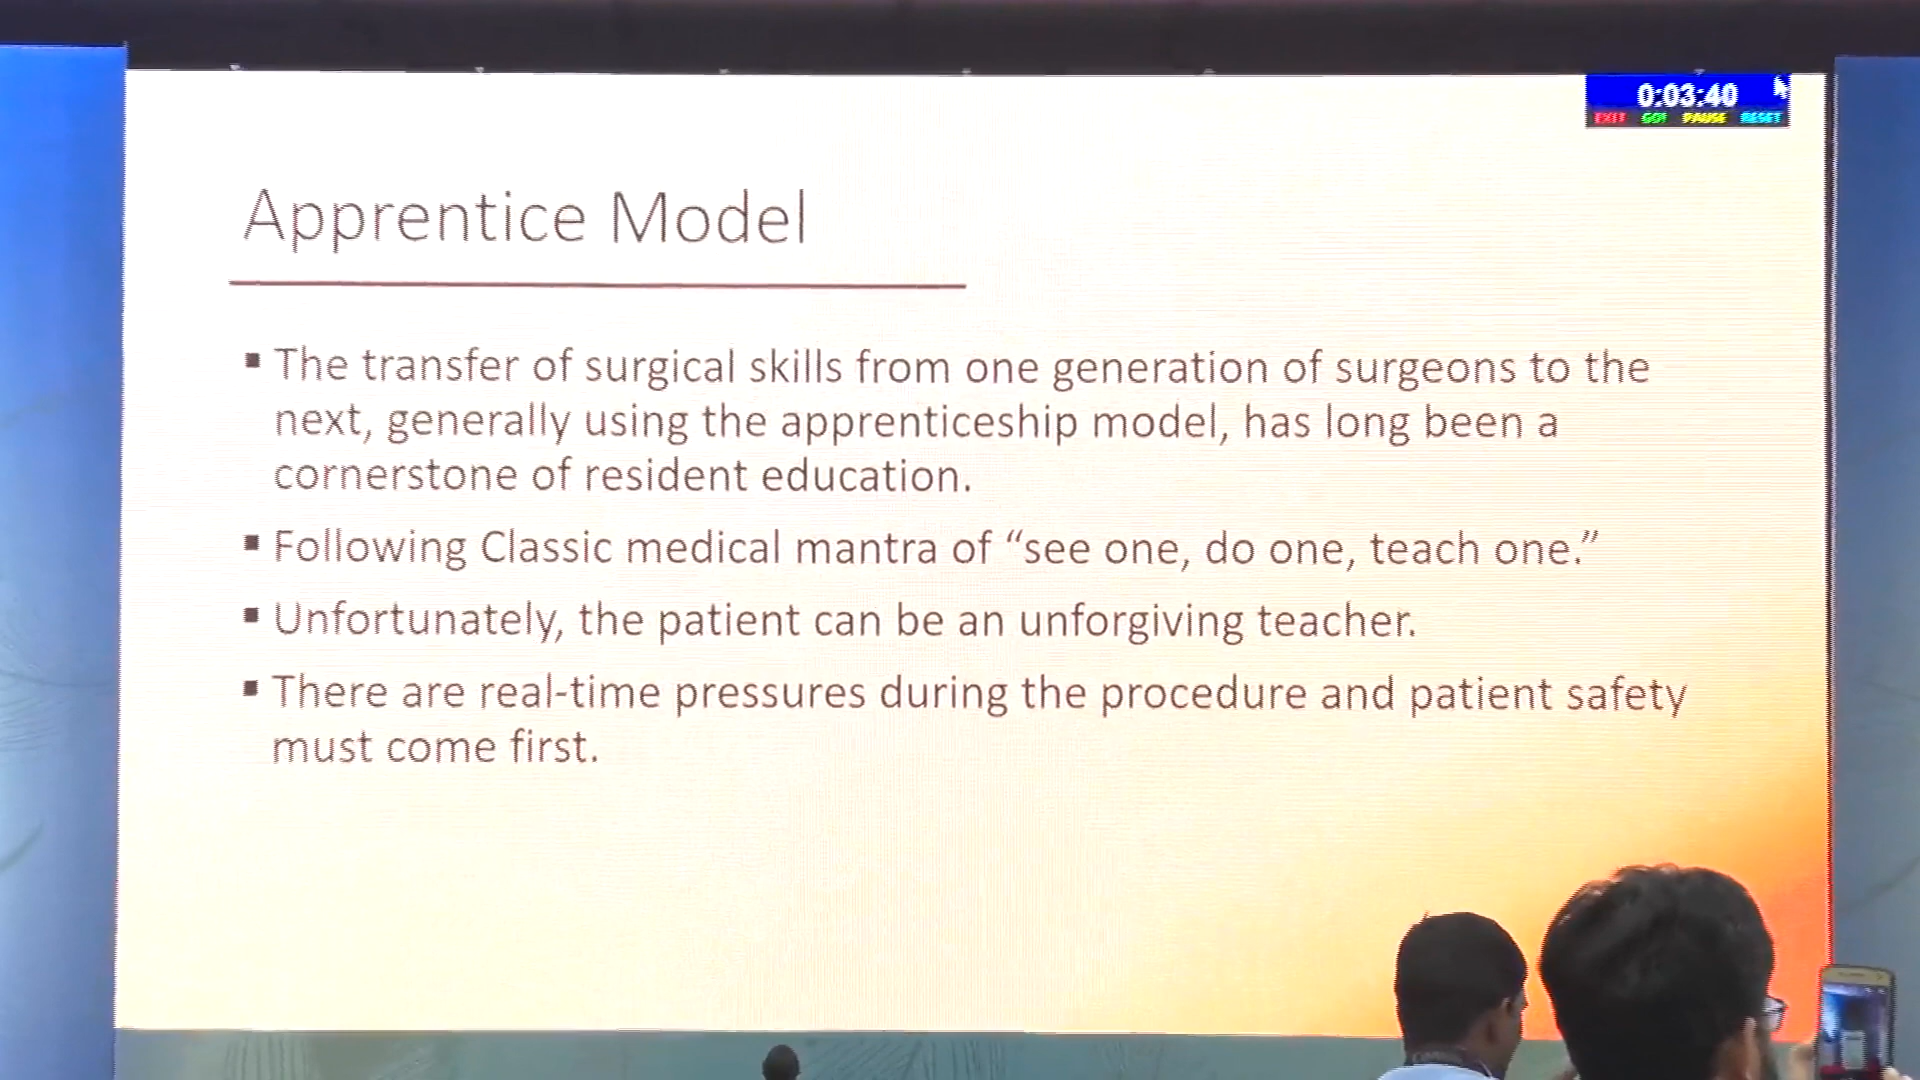 0:03:40
EXIT GO! PAUSE RESET
Apprentice Model
▪ The transfer of surgical skills from one generation of surgeons to the
next, generally using the apprenticeship model, has long been a
cornerstone of resident education.
▪ Following Classic medical mantra of “see one, do one, teach one.”
▪ Unfortunately, the patient can be an unforgiving teacher.
▪ There are real-time pressures during the procedure and patient safety
must come first.